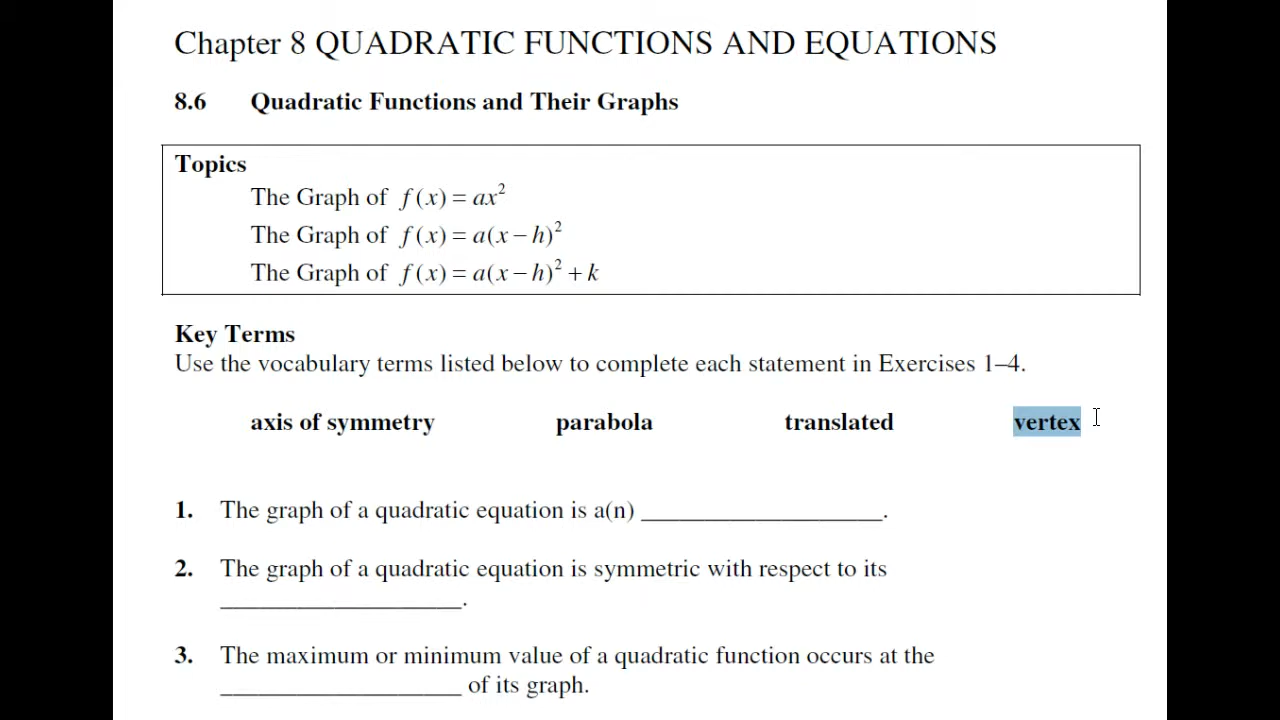 Chapter 8 QUADRATIC FUNCTIONS AND EQUATIONS
8.6 Quadratic Functions and Their Graphs
Topics
The Graph of f(x) = ax²
The Graph of f(x) = a(x − h)²
The Graph of f(x) = a(x − h)² + k
Key Terms
Use the vocabulary terms listed below to complete each statement in Exercises 1–4.
axis of symmetry parabola translated vertex
1. The graph of a quadratic equation is a(n) ____________________.
2. The graph of a quadratic equation is symmetric with respect to its
____________________.
3. The maximum or minimum value of a quadratic function occurs at the
____________________ of its graph.